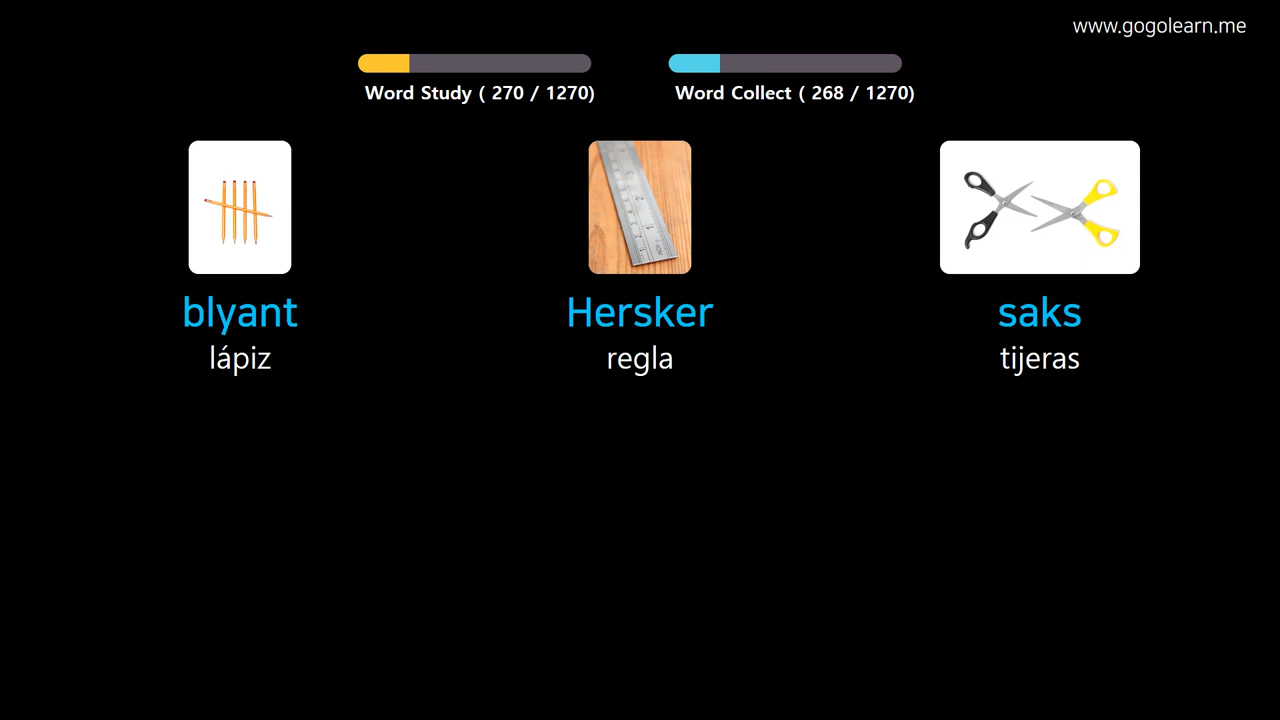 www.gogolearn.me
Word Study ( 270 / 1270)
Word Collect ( 268 / 1270)
blyant
Hersker
saks
lápiz
regla
tijeras